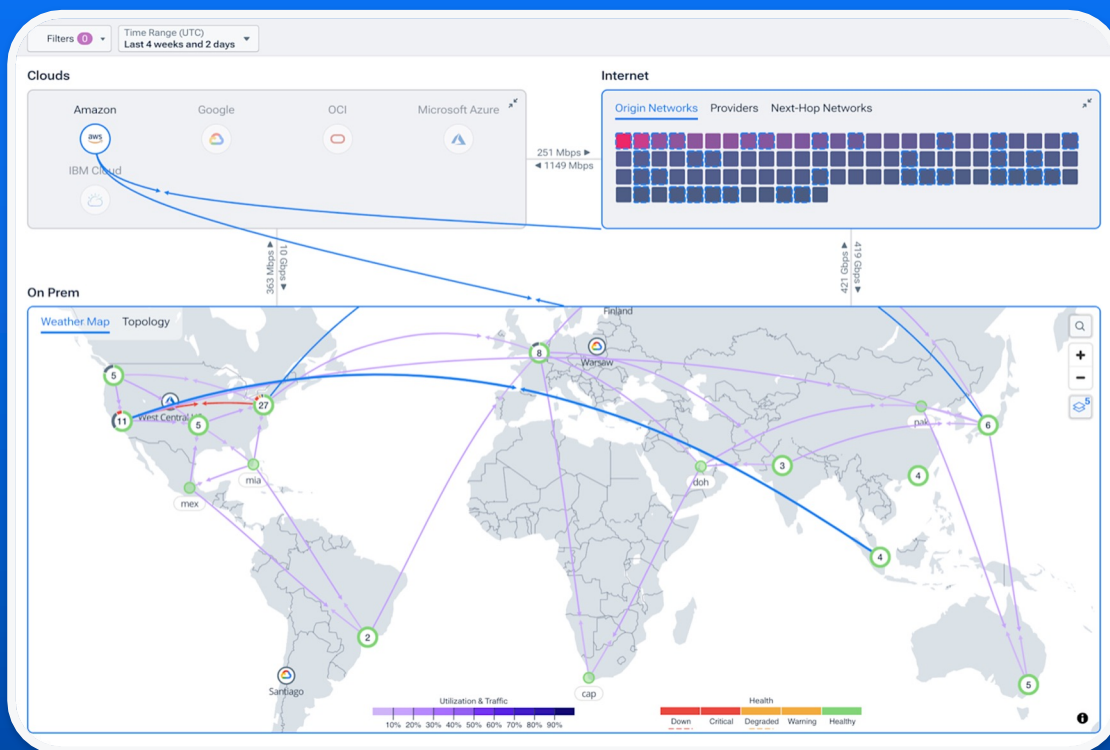 Filters 0
Time Range (UTC)
Last 4 weeks and 2 days
Clouds
Amazon
Google
OCI
Microsoft Azure
aws
IBM Cloud
251 Mbps ▶
◀ 1149 Mbps
Internet
Origin Networks
Providers
Next-Hop Networks
363 Mbps ▶
10 Gbps ▶
421 Gbps ▶
419 Gbps ▶
On Prem
Weather Map
Topology
Finland
8
Warsaw
5
27
11
West Central
5
mia
mex
2
Santiago
cap
doh
3
pak
6
4
4
5
+
−
5
Utilization & Traffic
10% 20% 30% 40% 50% 60% 70% 80% 90%
Health
Down Critical Degraded Warning Healthy